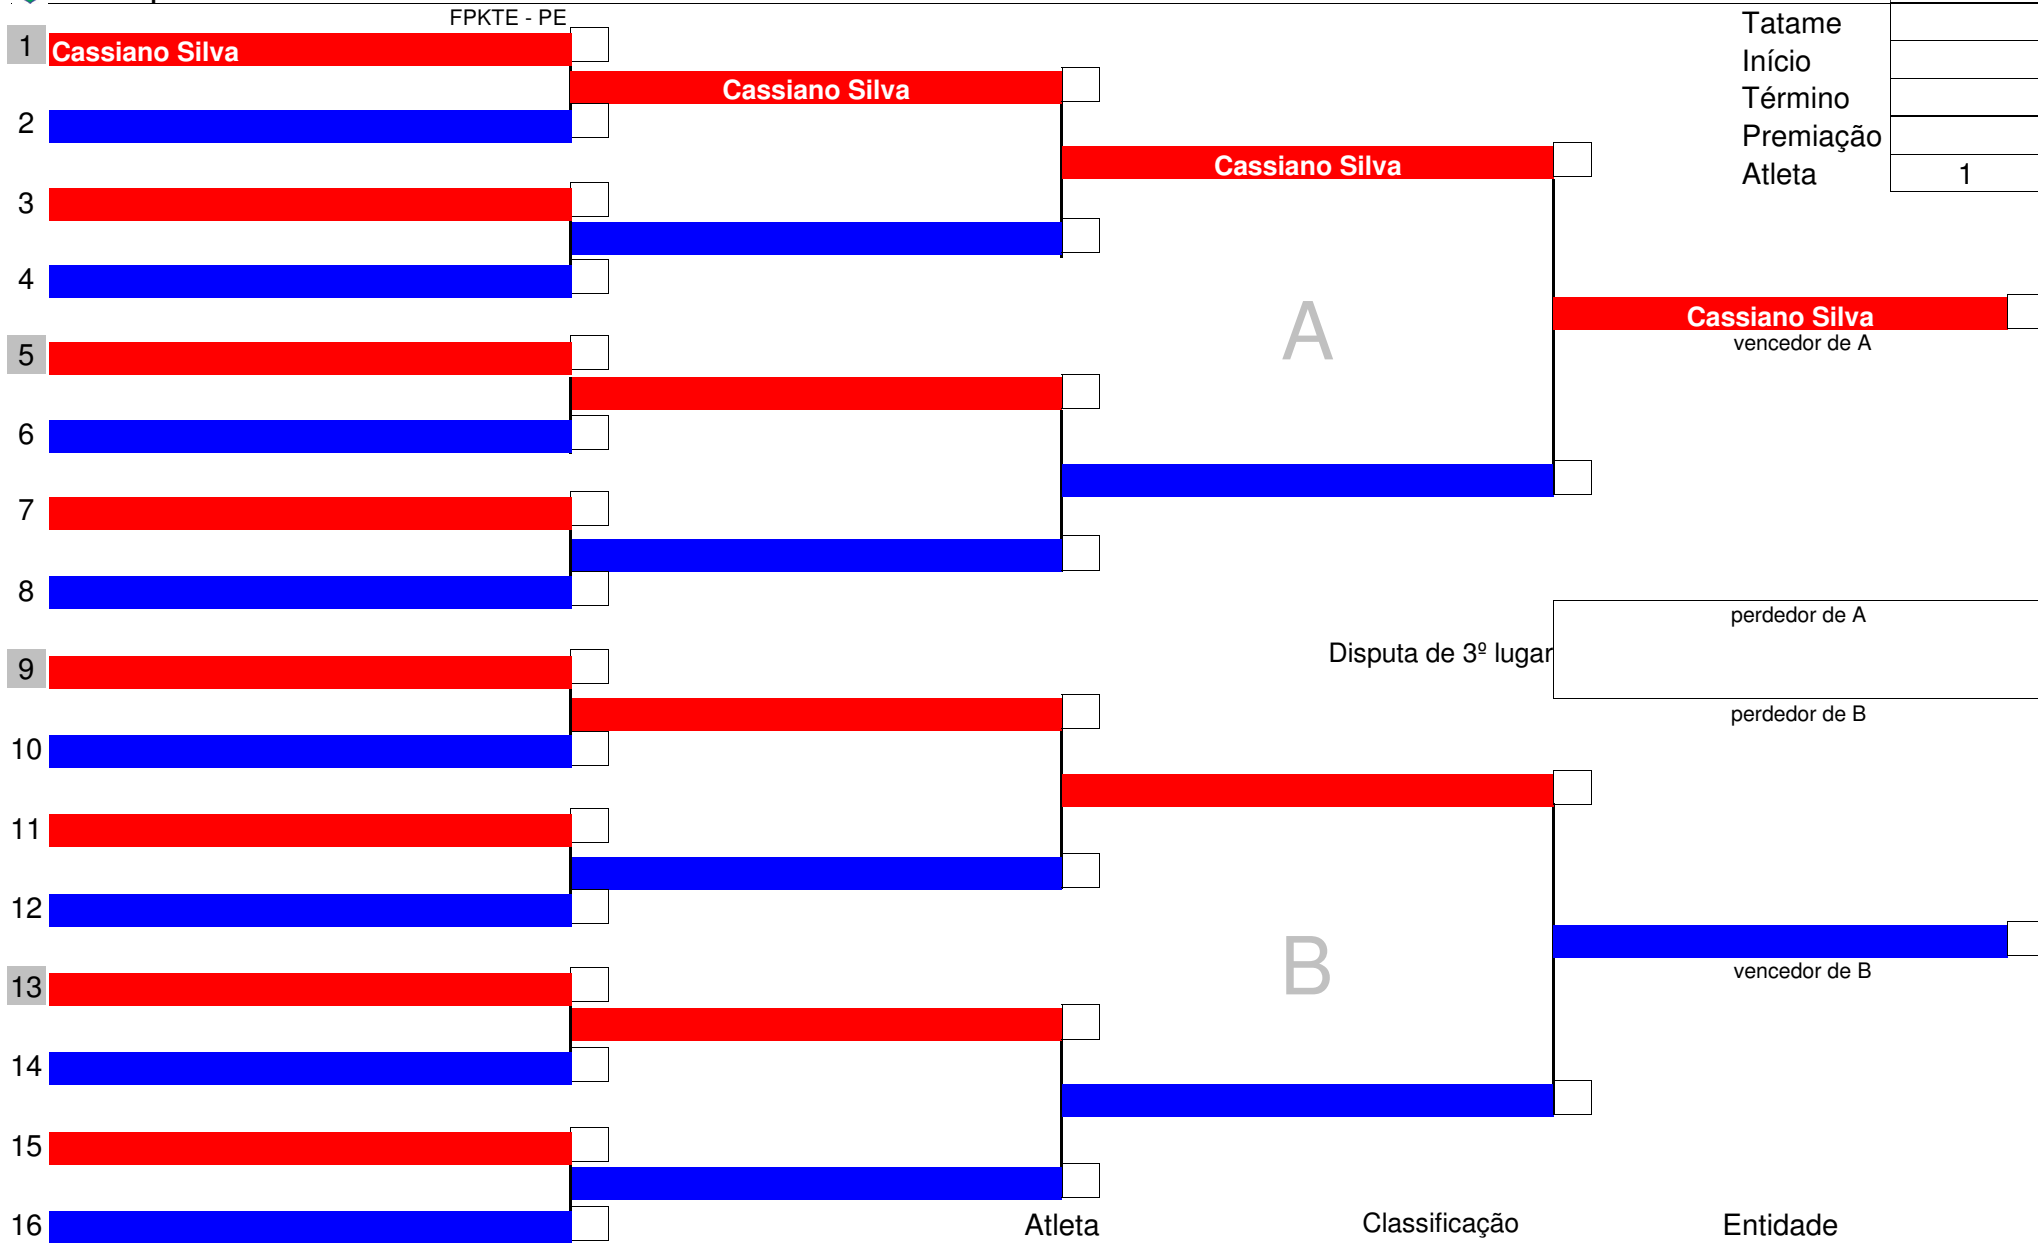 FPKTE - PE
Tatame
1 Cassiano Silva
Início
Cassiano Silva
Término
2
Premiação
Cassiano Silva
Atleta 1
3
4
A
Cassiano Silva
vencedor de A
5
6
7
8
perdedor de A
Disputa de 3º lugar
9
perdedor de B
10
11
12
B
vencedor de B
13
14
15
16
Atleta Classificação Entidade